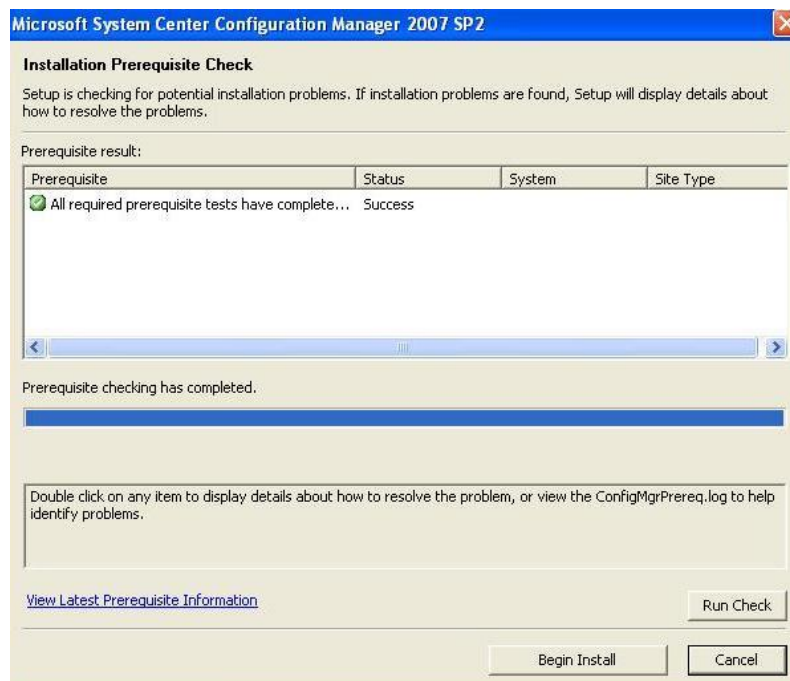 Microsoft System Center Configuration Manager 2007 SP2
Installation Prerequisite Check
Setup is checking for potential installation problems. If installation problems are found, Setup will display details about
how to resolve the problems.
Prerequisite result:
Prerequisite Status System Site Type
All required prerequisite tests have complete... Success
Prerequisite checking has completed.
Double click on any item to display details about how to resolve the problem, or view the ConfigMgrPrereq.log to help
identify problems.
View Latest Prerequisite Information
Run Check
Begin Install Cancel